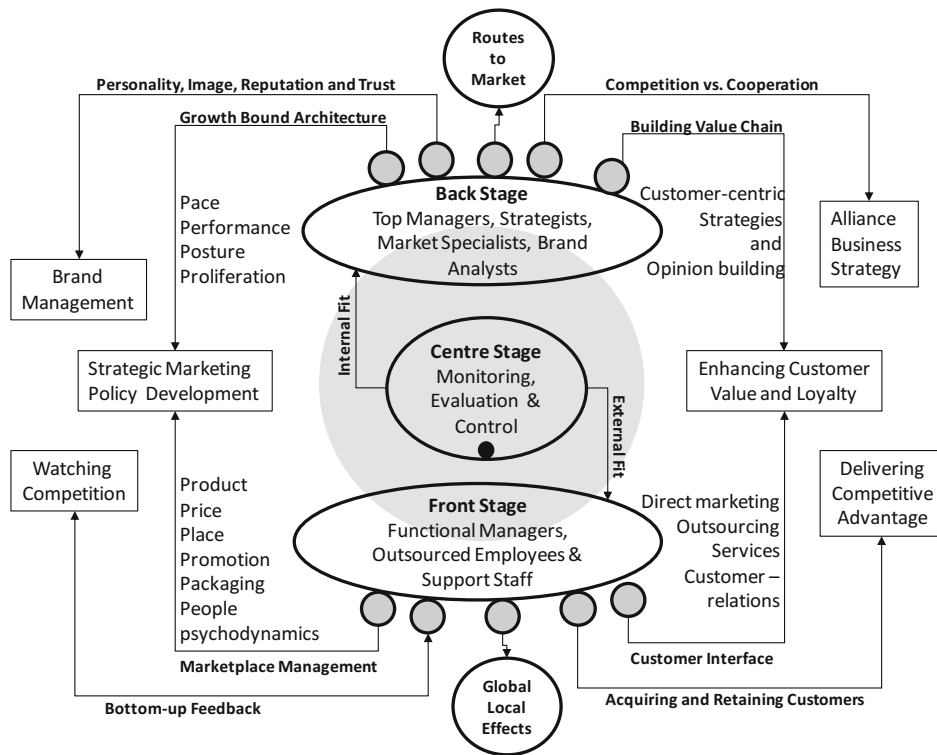 Routes
to
Market
Personality, Image, Reputation and Trust
Competition vs. Cooperation
Growth Bound Architecture
Building Value Chain
Back Stage
Top Managers, Strategists,
Market Specialists, Brand
Analysts
Pace
Performance
Posture
Proliferation
Customer-centric
Strategies
and
Opinion building
Brand
Management
Alliance
Business
Strategy
Internal Fit
Centre Stage
Monitoring,
Evaluation &
Control
External Fit
Strategic Marketing
Policy Development
Enhancing Customer
Value and Loyalty
Watching
Competition
Delivering
Competitive
Advantage
Product
Price
Place
Promotion
Packaging
People
psychodynamics
Front Stage
Functional Managers,
Outsourced Employees &
Support Staff
Direct marketing
Outsourcing
Services
Customer –
relations
Marketplace Management
Customer Interface
Bottom-up Feedback
Global
Local
Effects
Acquiring and Retaining Customers